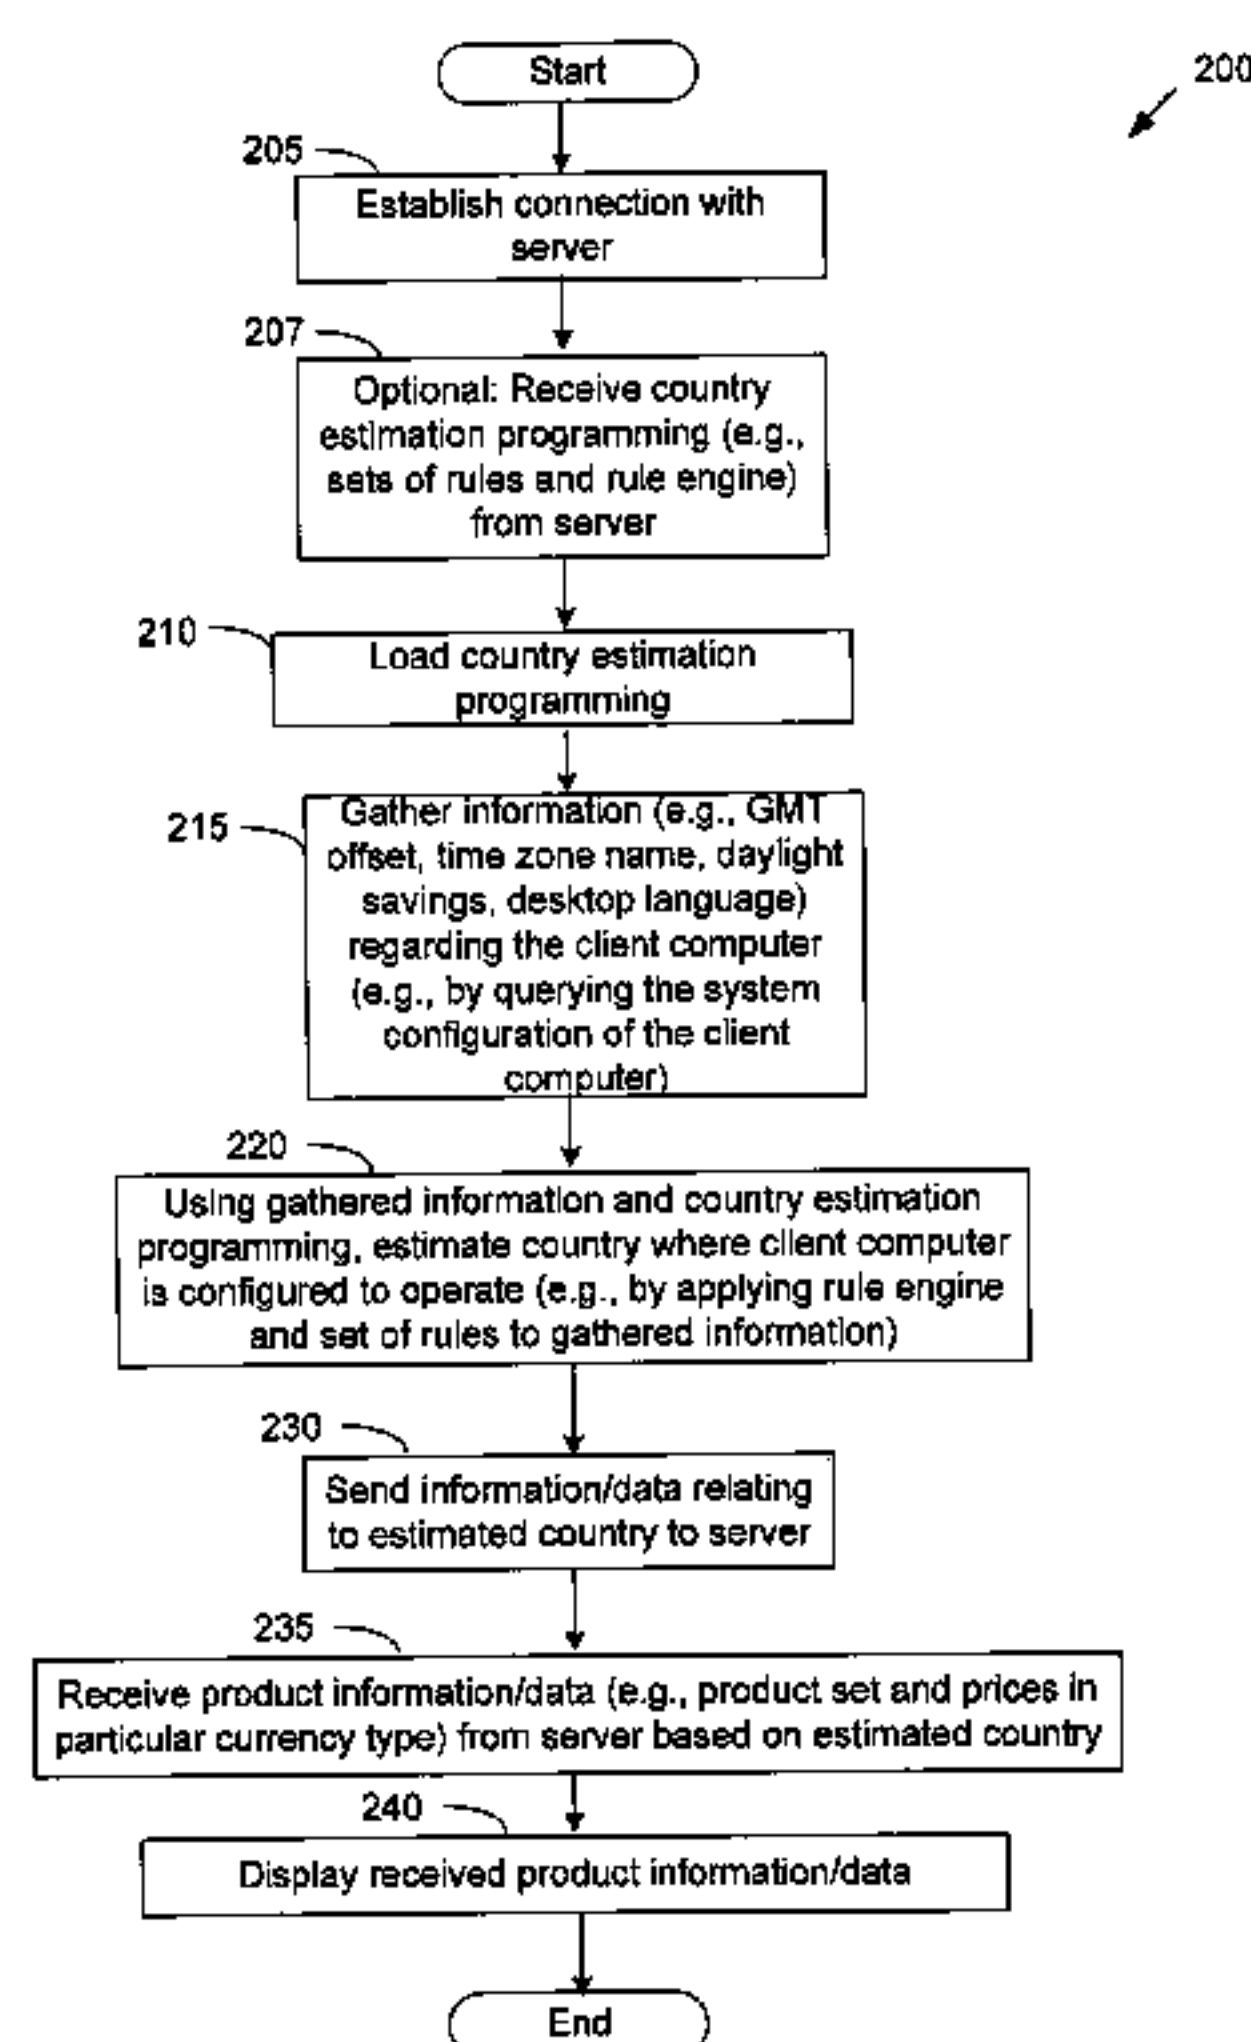 Start
200
205
Establish connection with
server
207
Optional: Receive country
estimation programming (e.g.,
sets of rules and rule engine)
from server
210
Load country estimation
programming
215
Gather information (e.g., GMT
offset, time zone name, daylight
savings, desktop language)
regarding the client computer
(e.g., by querying the system
configuration of the client
computer)
220
Using gathered information and country estimation
programming, estimate country where client computer
is configured to operate (e.g., by applying rule engine
and set of rules to gathered information)
230
Send information/data relating
to estimated country to server
235
Receive product information/data (e.g., product set and prices in
particular currency type) from server based on estimated country
240
Display received product information/data
End